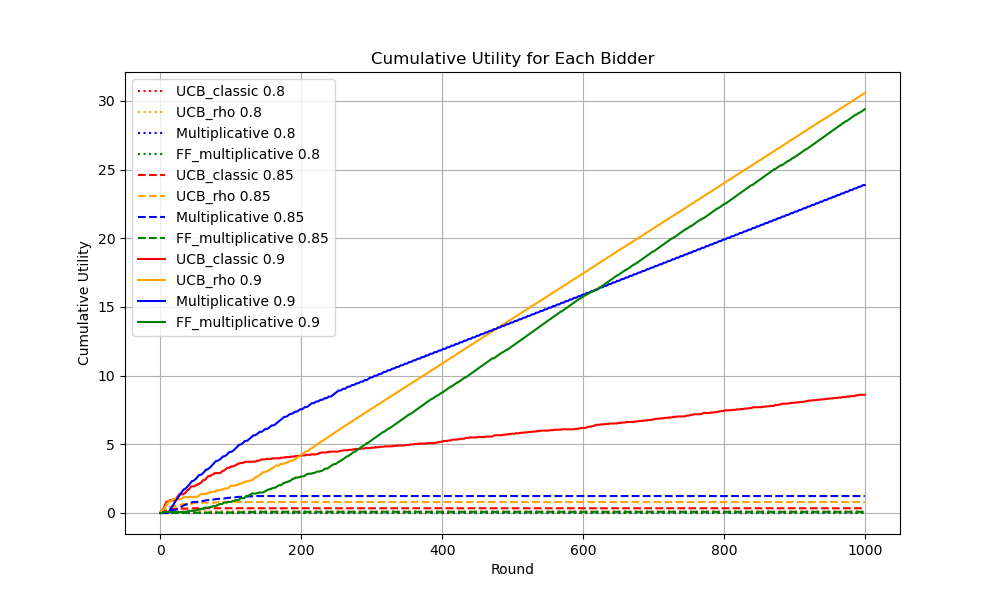 Cumulative Utility for Each Bidder
UCB_classic 0.8
UCB_rho 0.8
Multiplicative 0.8
FF_multiplicative 0.8
UCB_classic 0.85
UCB_rho 0.85
Multiplicative 0.85
FF_multiplicative 0.85
UCB_classic 0.9
UCB_rho 0.9
Multiplicative 0.9
FF_multiplicative 0.9
Cumulative Utility
30
25
20
15
10
5
0
0 200 400 600 800 1000
Round